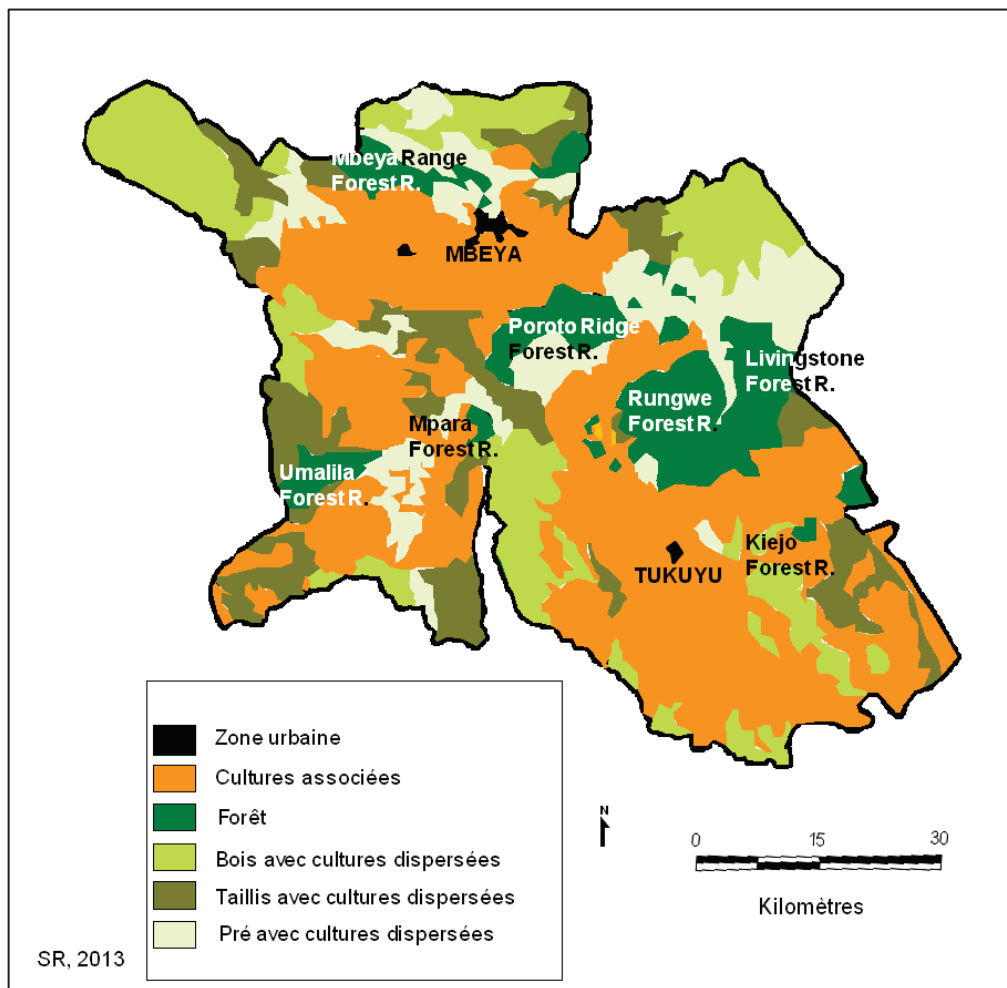 Mbeya Range
Forest R.
MBEYA
Poroto Ridge
Forest R.
Livingstone
Forest R.
Rungwe
Forest R.
Mpara
Forest R.
Umalila
Forest R.
Kiejo
Forest R.
TUKUYU
Zone urbaine
Cultures associées
Forêt
Bois avec cultures dispersées
Taillis avec cultures dispersées
Pré avec cultures dispersées
N
0 15 30
Kilomètres
SR, 2013